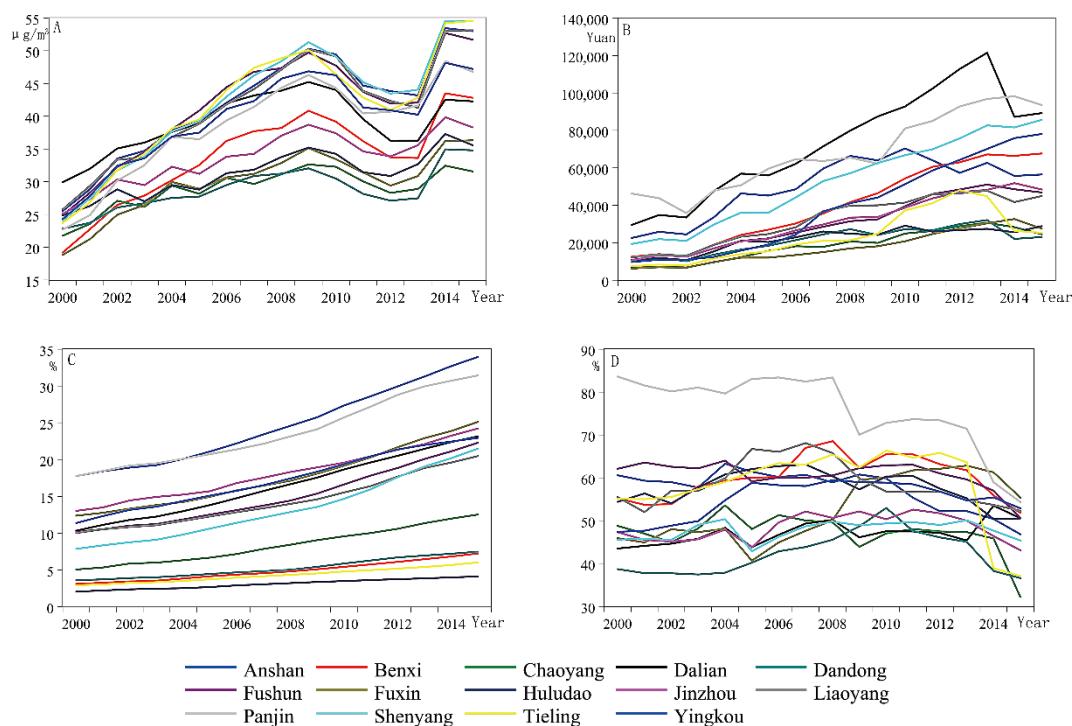 55 A
μg/m²
50
45
40
35
30
25
20
15
2000 2002 2004 2006 2008 2010 2012 2014 Year
140,000 B
Yuan
120,000
100,000
80,000
60,000
40,000
20,000
0
2000 2002 2004 2006 2008 2010 2012 2014 Year
35 C
%
30
25
20
15
10
5
0
2000 2002 2004 2006 2008 2010 2012 2014 Year
90 D
%
80
70
60
50
40
30
2000 2002 2004 2006 2008 2010 2012 2014 Year
Anshan Benxi Chaoyang Dalian Dandong
Fushun Fuxin Huludao Jinzhou Liaoyang
Panjin Shenyang Tieling Yingkou